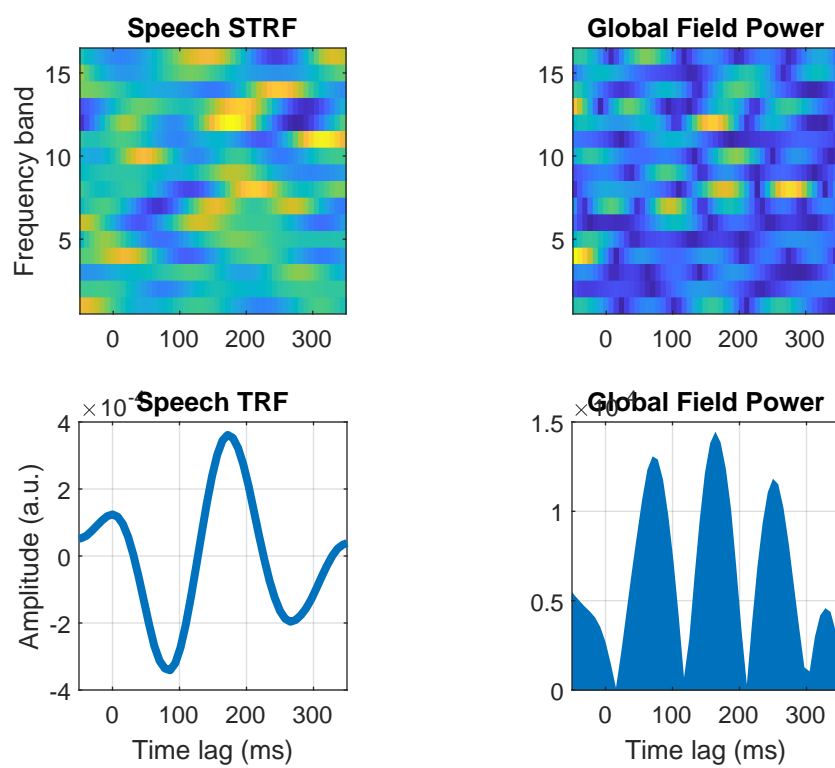 Speech STRF
Frequency band
15
10
5
0 100 200 300
Global Field Power
15
10
5
0 100 200 300
Speech TRF
× 10^-4
Amplitude (a.u.)
4
2
0
-2
-4
0 100 200 300
Time lag (ms)
Global Field Power
1.5
1
0.5
0
0 100 200 300
Time lag (ms)